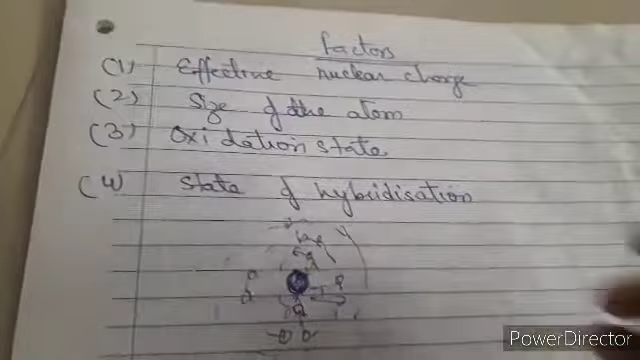 Factors
(1) Effective nuclear charge
(2) Size of the atom
(3) Oxidation state
(4) State of hybridisation
PowerDirector